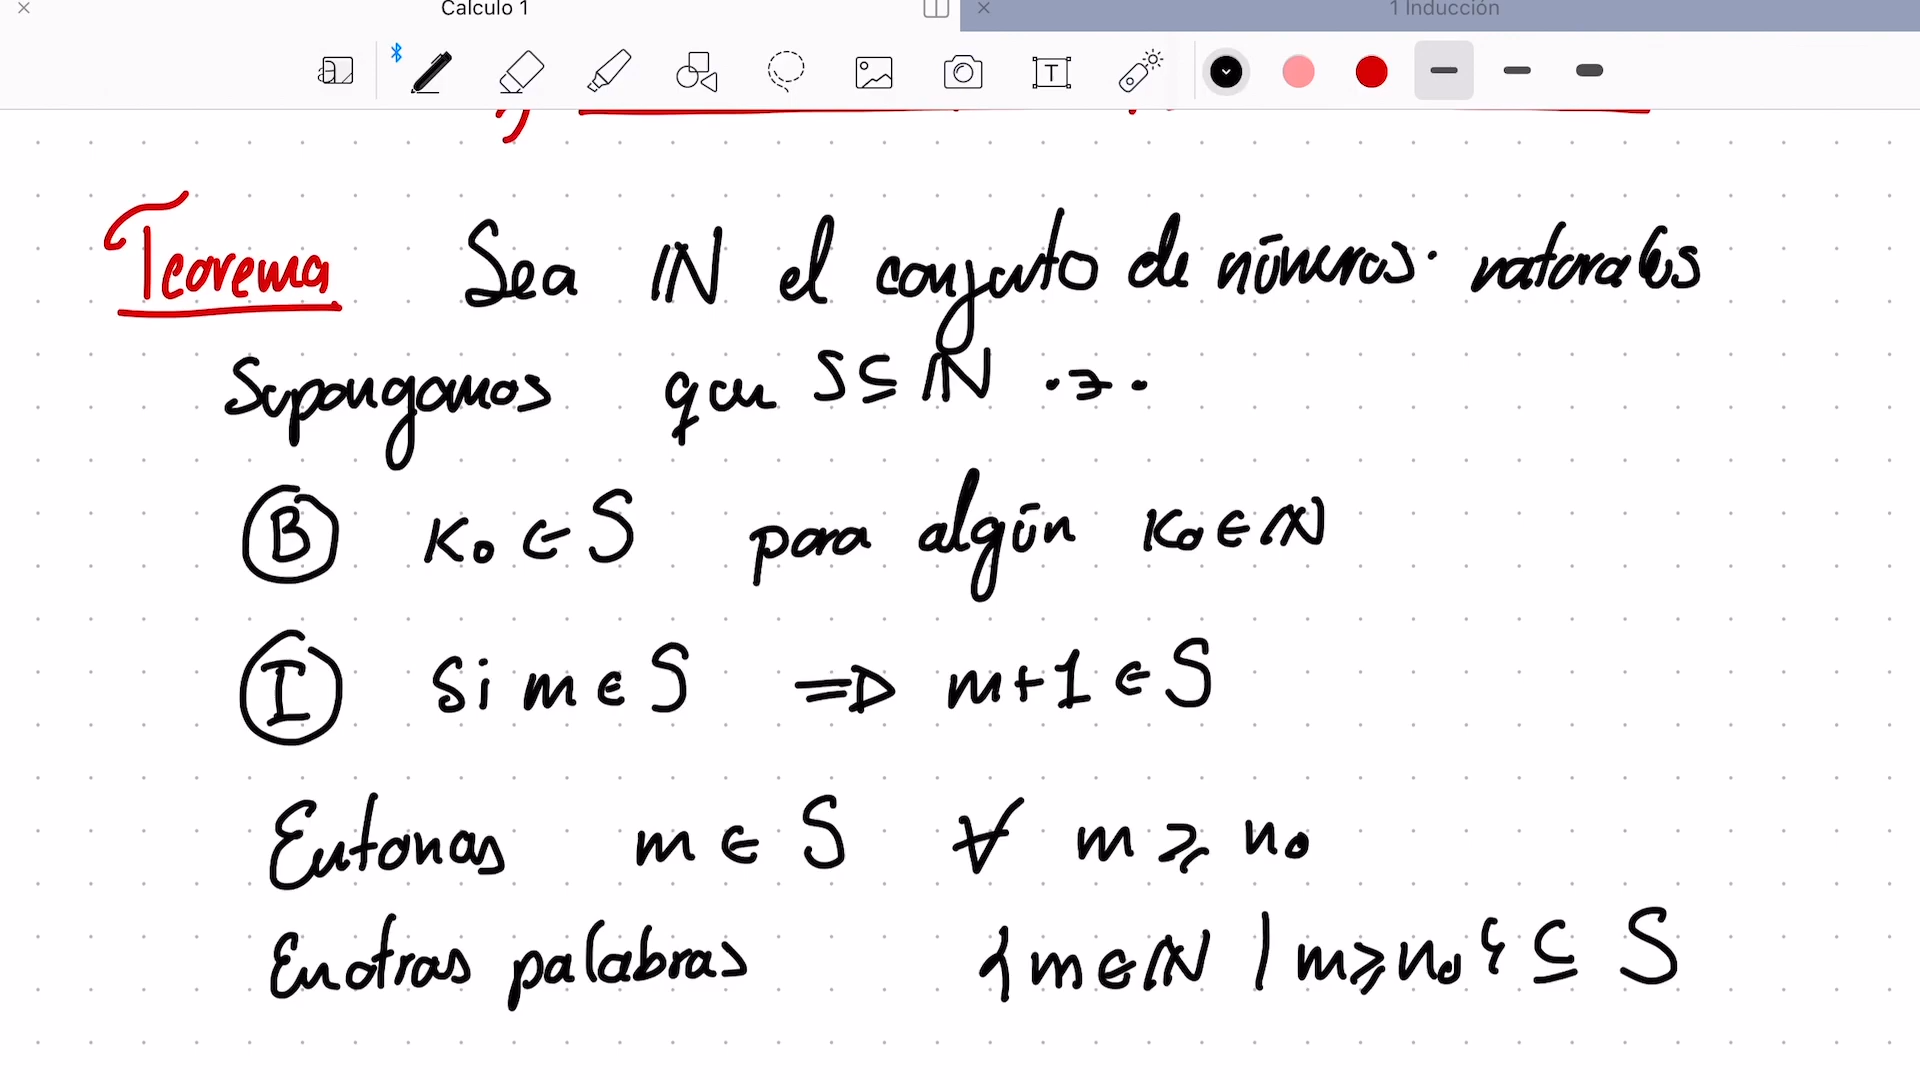 Calculo 1
1 Inducción
Teorema Sea ℕ el conjunto de números naturales
Supongamos que S ⊆ ℕ ·∋·
B K₀ ∈ S para algún K₀ ∈ ℕ
I Si m ∈ S ⇒ m+1 ∈ S
Entonces m ∈ S ∀ m ⩾ n₀
En otras palabras {m ∈ ℕ | m ⩾ n₀} ⊆ S